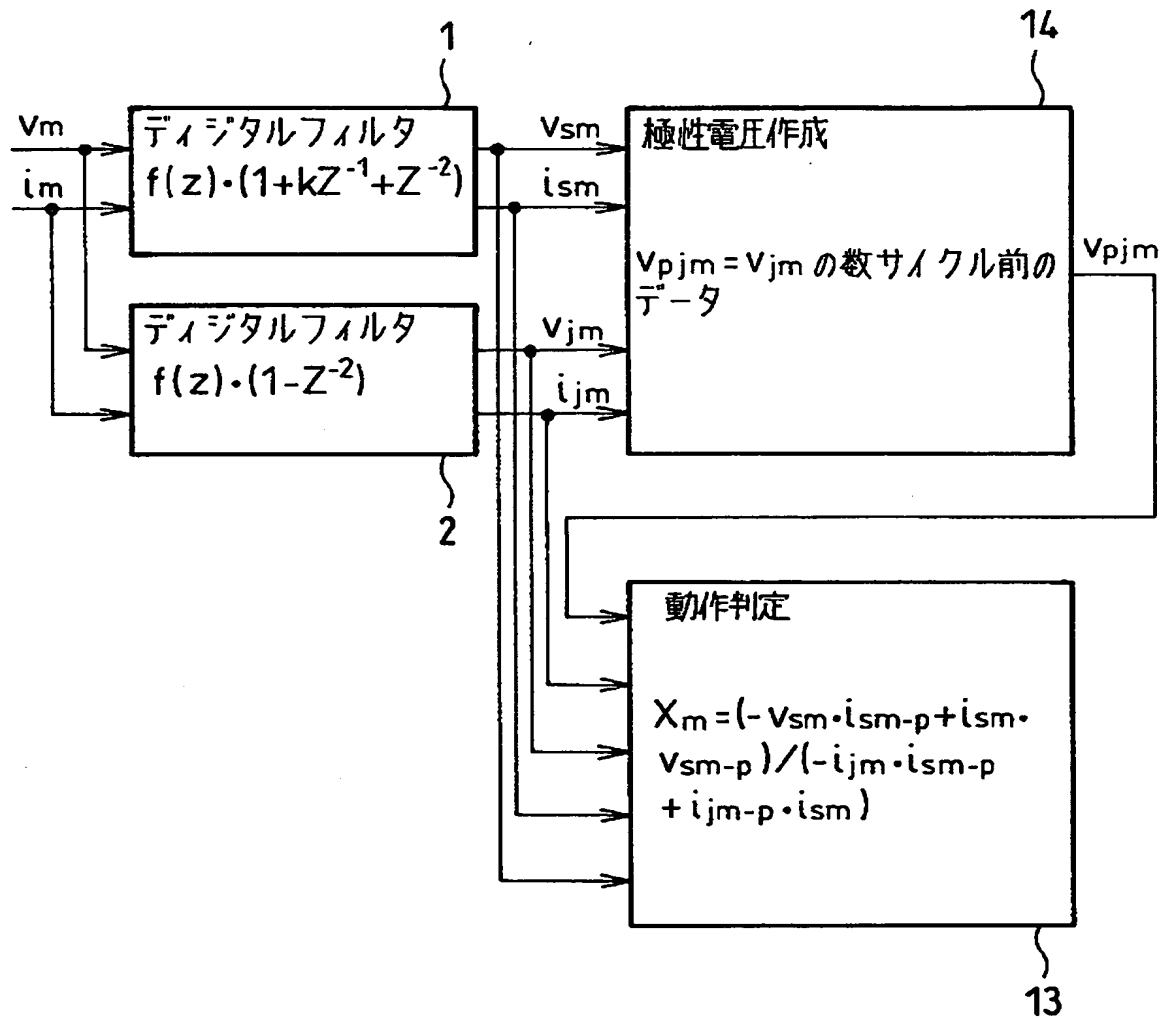 1
14
vm
im
ディジタルフィルタ
f(z)・(1+kZ⁻¹+Z⁻²)
vsm
ism
極性電圧作成
vpjm=vjmの数サイクル前の
データ
vpjm
ディジタルフィルタ
f(z)・(1-Z⁻²)
vjm
ijm
2
動作判定
Xm=(-vsm・ism-p+ism・
vsm-p)/(-ijm・ism-p
+ijm-p・ism)
13